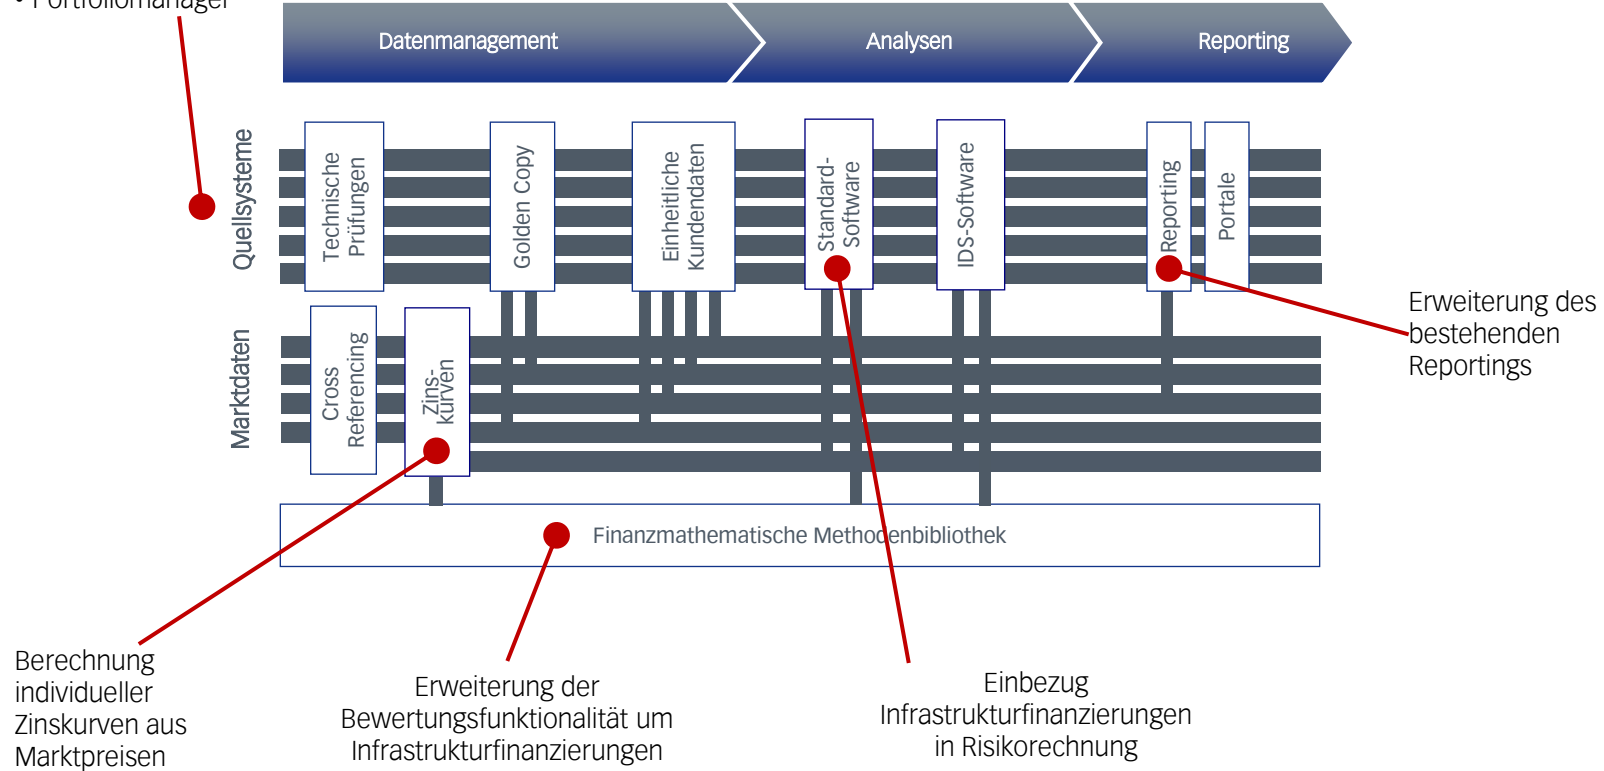 • Portfoliomanager
Datenmanagement
Analysen
Reporting
Quellsysteme
Technische
Prüfungen
Golden Copy
Einheitliche
Kundendaten
Standard-
Software
IDS-Software
Reporting
Portale
Marktdaten
Cross
Referencing
Zins-
kurven
Erweiterung des
bestehenden
Reportings
Finanzmathematische Methodenbibliothek
Berechnung
individueller
Zinskurven aus
Marktpreisen
Erweiterung der
Bewertungsfunktionalität um
Infrastrukturfinanzierungen
Einbezug
Infrastrukturfinanzierungen
in Risikorechnung